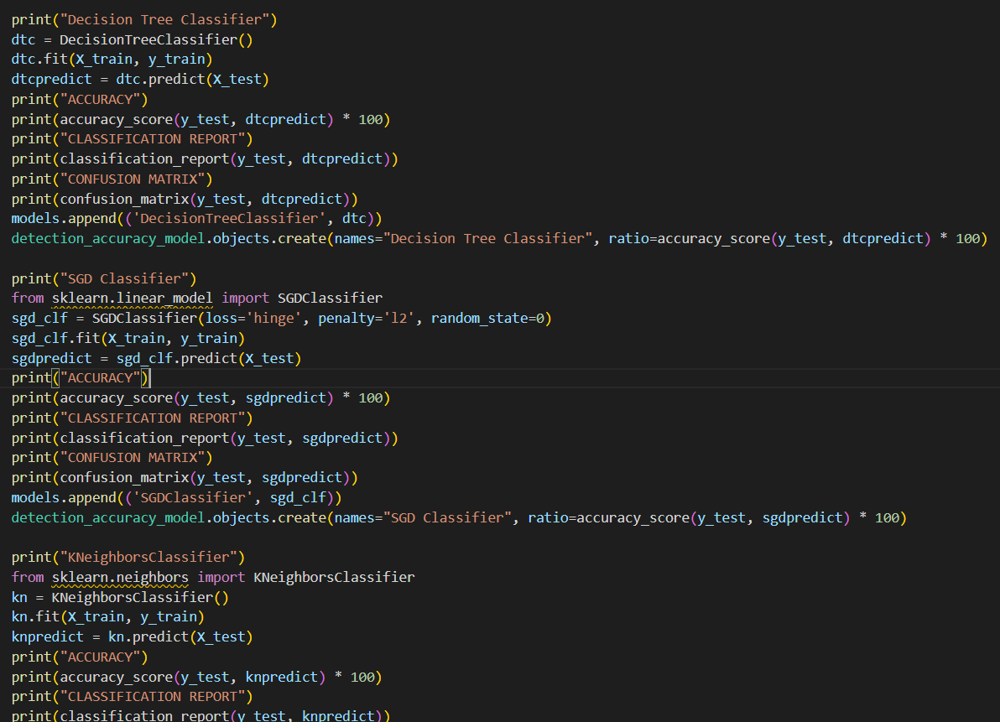 print("Decision Tree Classifier")
dtc = DecisionTreeClassifier()
dtc.fit(X_train, y_train)
dtcpredict = dtc.predict(X_test)
print("ACCURACY")
print(accuracy_score(y_test, dtcpredict) * 100)
print("CLASSIFICATION REPORT")
print(classification_report(y_test, dtcpredict))
print("CONFUSION MATRIX")
print(confusion_matrix(y_test, dtcpredict))
models.append(('DecisionTreeClassifier', dtc))
detection_accuracy_model.objects.create(names="Decision Tree Classifier", ratio=accuracy_score(y_test, dtcpredict) * 100)
print("SGD Classifier")
from sklearn.linear_model import SGDClassifier
sgd_clf = SGDClassifier(loss='hinge', penalty='l2', random_state=0)
sgd_clf.fit(X_train, y_train)
sgdpredict = sgd_clf.predict(X_test)
print("ACCURACY")
print(accuracy_score(y_test, sgdpredict) * 100)
print("CLASSIFICATION REPORT")
print(classification_report(y_test, sgdpredict))
print("CONFUSION MATRIX")
print(confusion_matrix(y_test, sgdpredict))
models.append(('SGDClassifier', sgd_clf))
detection_accuracy_model.objects.create(names="SGD Classifier", ratio=accuracy_score(y_test, sgdpredict) * 100)
print("KNeighborsClassifier")
from sklearn.neighbors import KNeighborsClassifier
kn = KNeighborsClassifier()
kn.fit(X_train, y_train)
knpredict = kn.predict(X_test)
print("ACCURACY")
print(accuracy_score(y_test, knpredict) * 100)
print("CLASSIFICATION REPORT")
print(classification_report(y_test, knpredict))